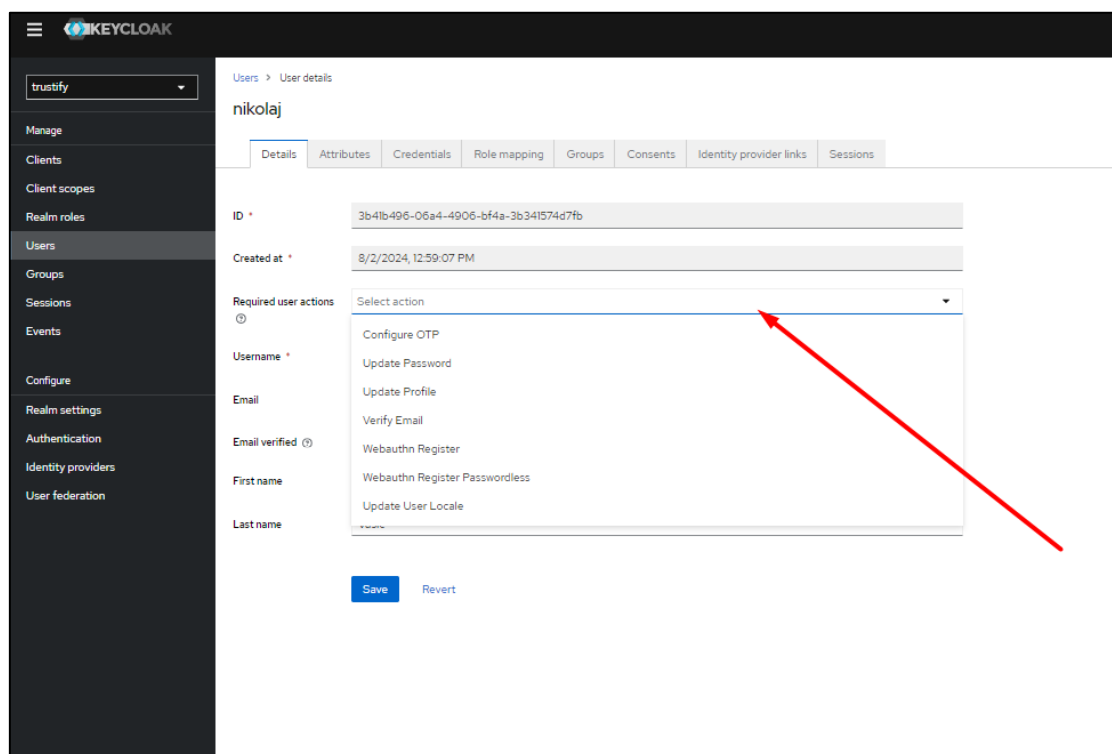 KEYCLOAK
trustify
Manage
Clients
Client scopes
Realm roles
Users
Groups
Sessions
Events
Configure
Realm settings
Authentication
Identity providers
User federation
Users > User details
nikolaj
Details Attributes Credentials Role mapping Groups Consents Identity provider links Sessions
ID * 3b41b496-06a4-4906-bf4a-3b341574d7fb
Created at * 8/2/2024, 12:59:07 PM
Required user actions Select action
Configure OTP
Username *
Update Password
Update Profile
Email
Verify Email
Email verified
Webauthn Register
First name
Webauthn Register Passwordless
Update User Locale
Last name
Save Revert